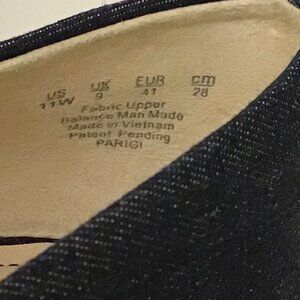 US UK EUR cm
11W 9 41 28
Fabric Upper
Balance Man Made
Made in Vietnam
Patent Pending
PARIGI